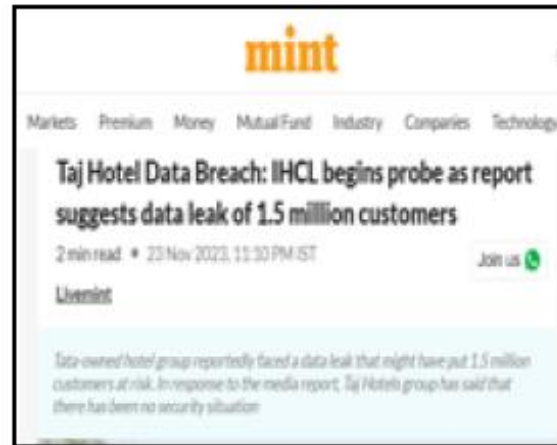 mint
Markets Premium Money Mutual Fund Industry Companies Technology
Taj Hotel Data Breach: IHCL begins probe as report
suggests data leak of 1.5 million customers
2 min read • 23 Nov 2023, 11:10 PM IST
Join us
Livemint
Tata-owned hotel group reportedly faced a data leak that might have put 1.5 million
customers at risk. In response to the media report, Taj Hotels group has said that
there has been no security situation